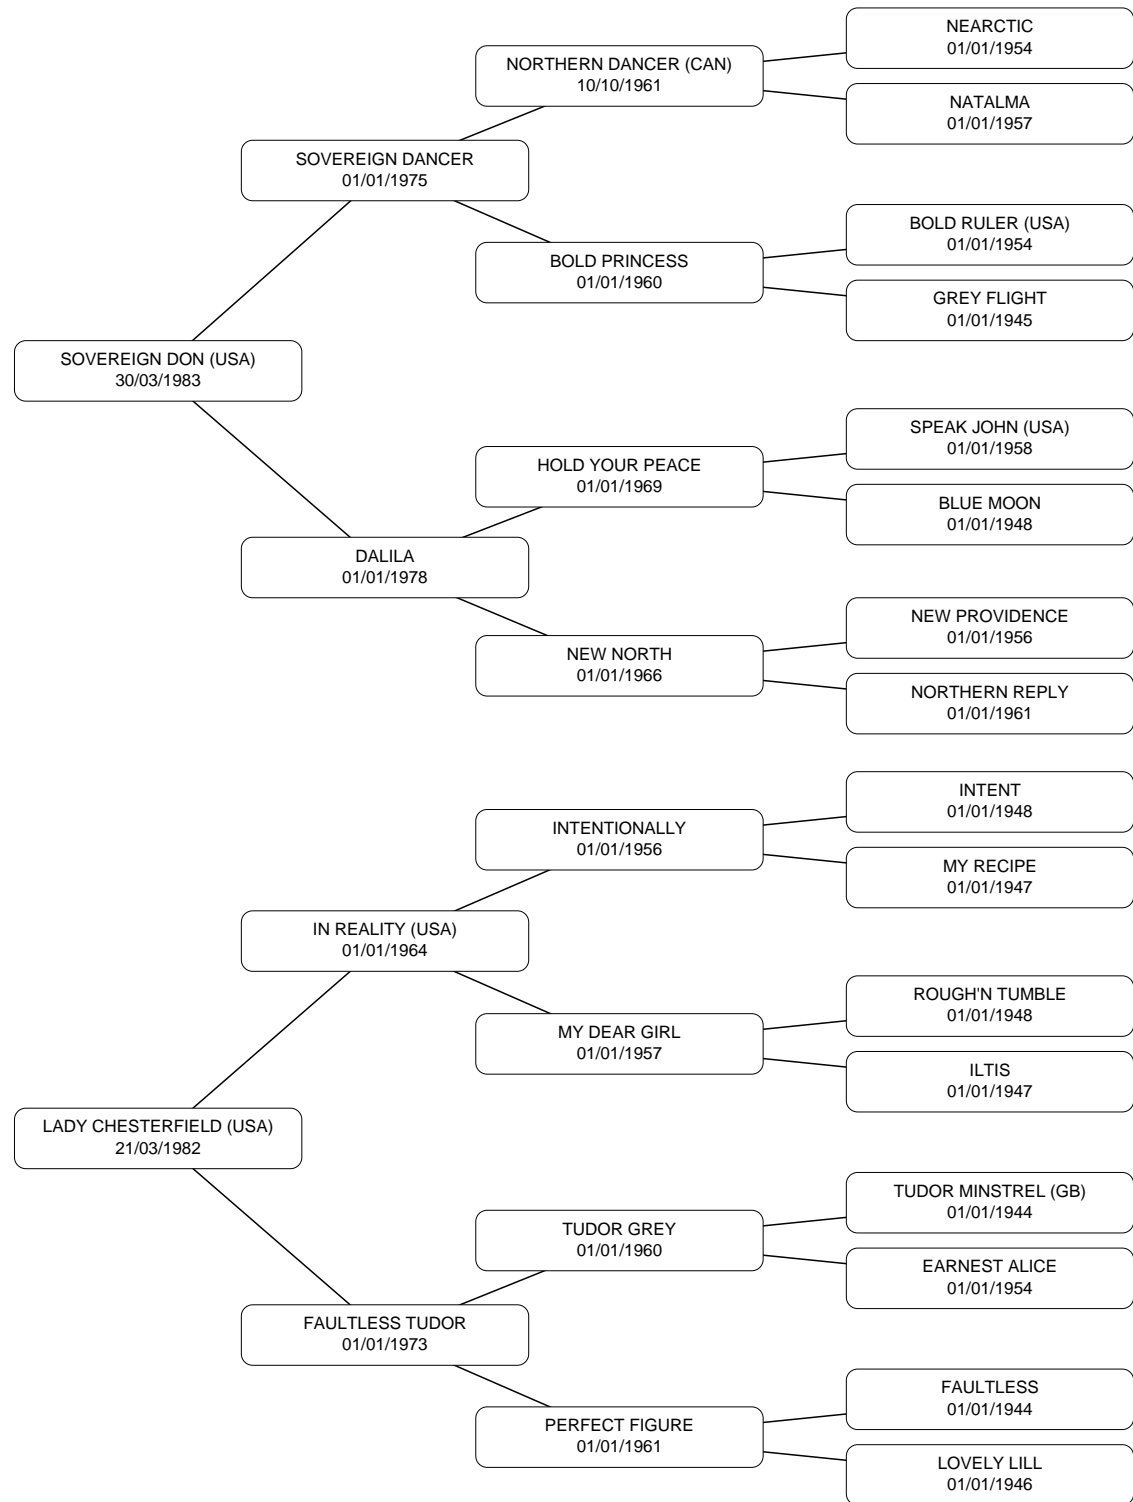 NEARCTIC
01/01/1954
NORTHERN DANCER (CAN)
10/10/1961
NATALMA
01/01/1957
SOVEREIGN DANCER
01/01/1975
BOLD RULER (USA)
01/01/1954
BOLD PRINCESS
01/01/1960
GREY FLIGHT
01/01/1945
SOVEREIGN DON (USA)
30/03/1983
SPEAK JOHN (USA)
01/01/1958
HOLD YOUR PEACE
01/01/1969
BLUE MOON
01/01/1948
DALILA
01/01/1978
NEW PROVIDENCE
01/01/1956
NEW NORTH
01/01/1966
NORTHERN REPLY
01/01/1961
INTENT
01/01/1948
INTENTIONALLY
01/01/1956
MY RECIPE
01/01/1947
IN REALITY (USA)
01/01/1964
ROUGH'N TUMBLE
01/01/1948
MY DEAR GIRL
01/01/1957
ILTIS
01/01/1947
LADY CHESTERFIELD (USA)
21/03/1982
TUDOR MINSTREL (GB)
01/01/1944
TUDOR GREY
01/01/1960
EARNEST ALICE
01/01/1954
FAULTLESS TUDOR
01/01/1973
FAULTLESS
01/01/1944
PERFECT FIGURE
01/01/1961
LOVELY LILL
01/01/1946